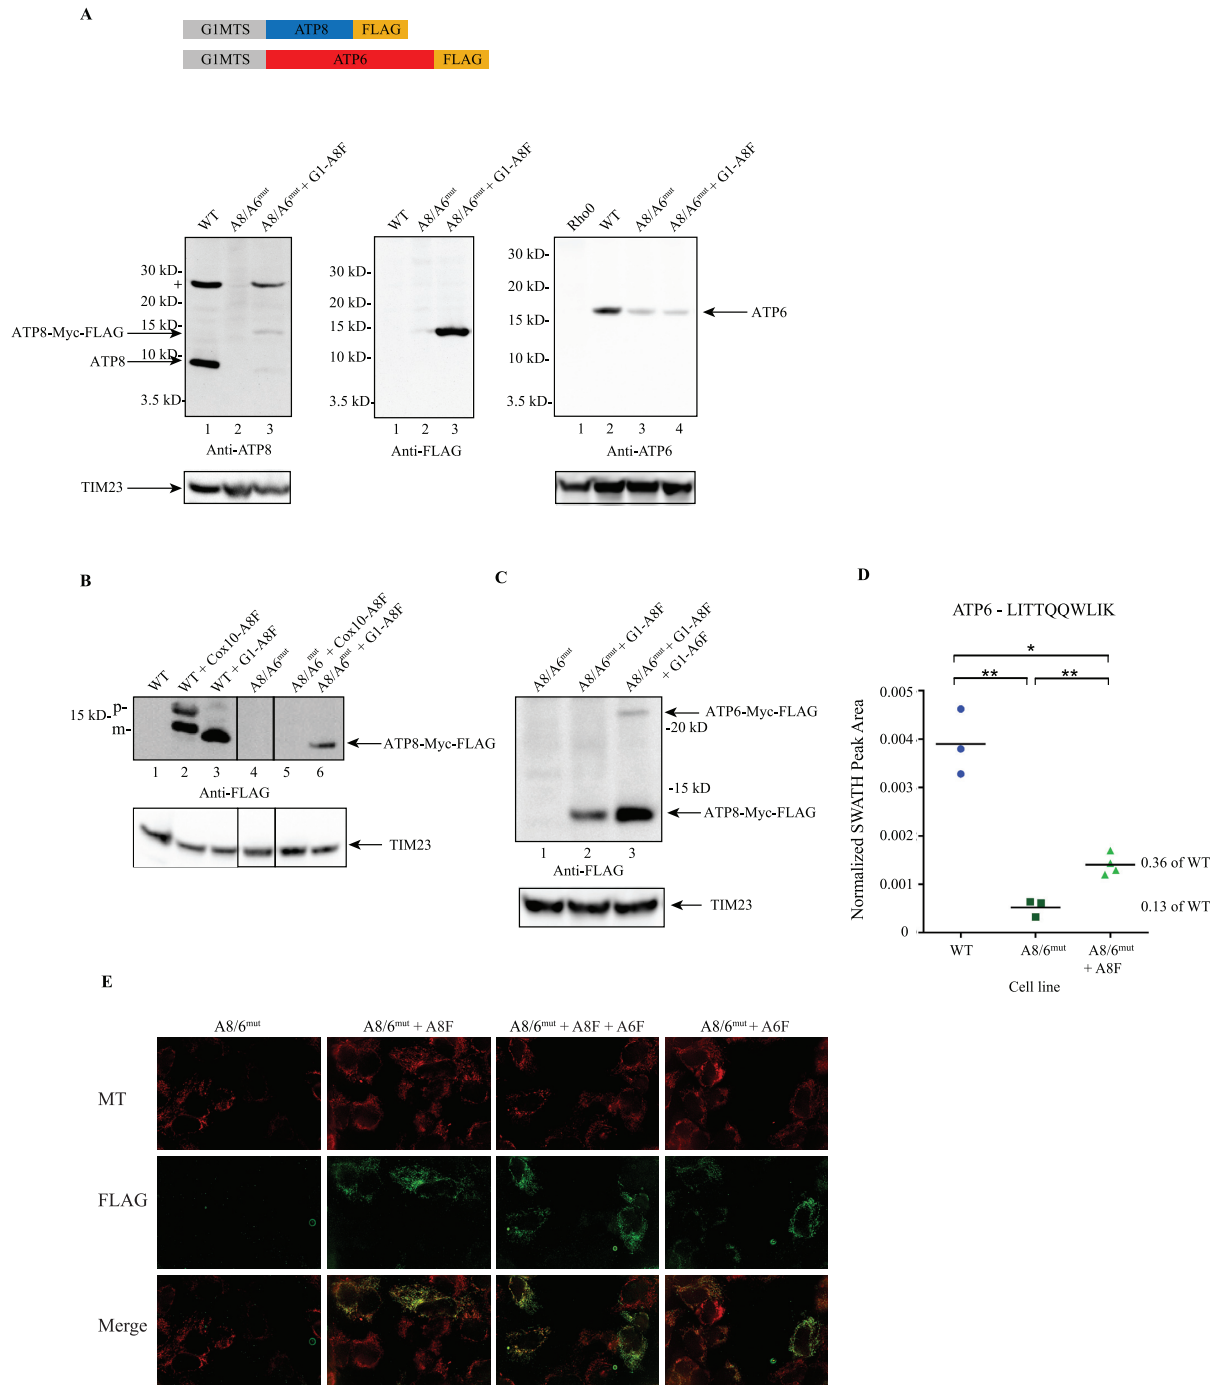 A
G1MTS ATP8 FLAG
G1MTS ATP6 FLAG
WT A8/A6mut A8/A6mut + G1-A8F
WT A8/A6mut A8/A6mut + G1-A8F
Rho0 WT A8/A6mut A8/A6mut + G1-A8F
30 kD-
+
20 kD-
15 kD-
10 kD-
3.5 kD-
ATP8-Myc-FLAG
ATP8
30 kD-
20 kD-
15 kD-
10 kD-
3.5 kD-
30 kD-
20 kD-
15 kD-
10 kD-
3.5 kD-
ATP6
1 2 3
Anti-ATP8
1 2 3
Anti-FLAG
1 2 3 4
Anti-ATP6
TIM23
B
WT WT + Cox10-A8F WT + G1-A8F A8/A6mut A8/A6mut + Cox10-A8F A8/A6mut + G1-A8F
15 kD-
p-
m-
ATP8-Myc-FLAG
1 2 3 4 5 6
Anti-FLAG
TIM23
C
A8/A6mut A8/A6mut + G1-A8F A8/A6mut + G1-A8F + G1-A6F
ATP6-Myc-FLAG
-20 kD
-15 kD
ATP8-Myc-FLAG
1 2 3
Anti-FLAG
TIM23
D
ATP6 - LITTQQWLIK
*
** **
Normalized SWATH Peak Area
0.005
0.004
0.003
0.002
0.001
0
0.36 of WT
0.13 of WT
WT A8/6mut A8/6mut
+ A8F
Cell line
E
A8/6mut A8/6mut + A8F A8/6mut + A8F + A6F A8/6mut + A6F
MT
FLAG
Merge